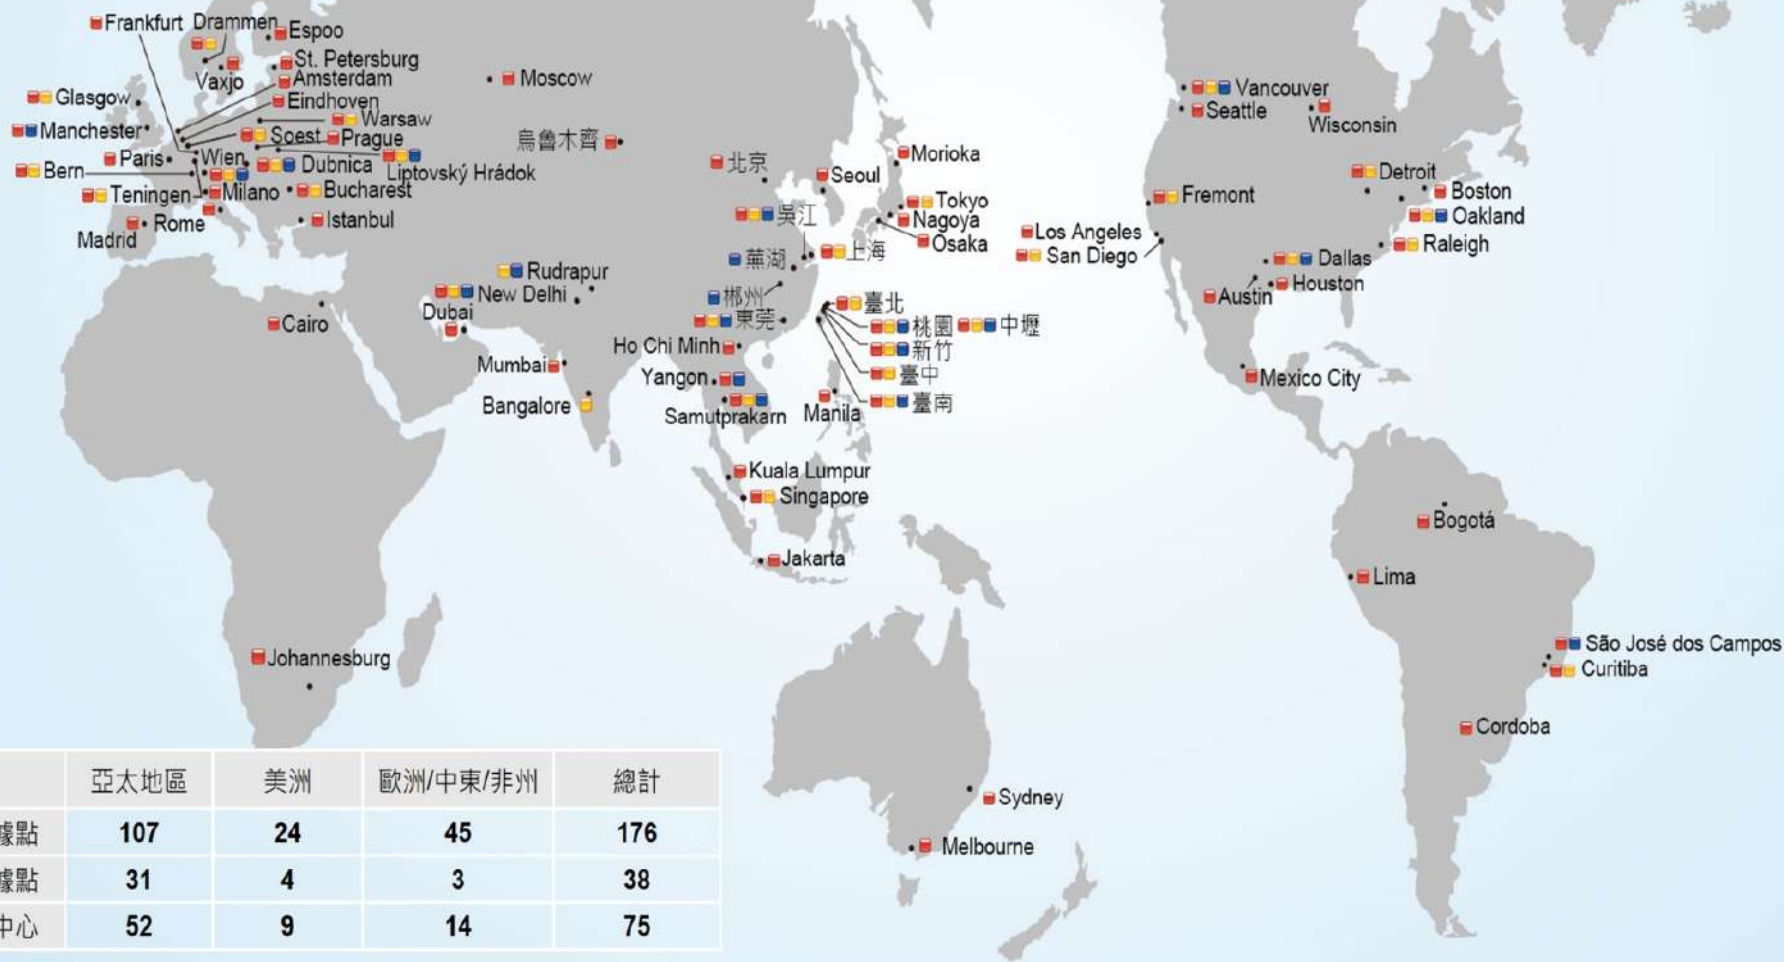 Frankfurt
Drammen
Espoo
Vaxjo
St. Petersburg
Amsterdam
Moscow
Eindhoven
Glasgow
Warsaw
Manchester
Soest
Prague
Paris
Wien
Dubnica
Liptovský Hrádok
Bern
Teningen
Milano
Bucharest
Madrid
Rome
Istanbul
烏魯木齊
北京
Seoul
Morioka
Tokyo
Nagoya
Osaka
吳江
上海
蕪湖
郴州
東莞
Rudrapur
New Delhi
Dubai
Cairo
Mumbai
Bangalore
Ho Chi Minh
Yangon
Samutprakarn
Manila
臺北
桃園
中壢
新竹
臺中
臺南
Kuala Lumpur
Singapore
Jakarta
Johannesburg
Sydney
Melbourne
Vancouver
Seattle
Wisconsin
Detroit
Boston
Fremont
Oakland
Los Angeles
San Diego
Raleigh
Dallas
Austin
Houston
Mexico City
Bogotá
Lima
São José dos Campos
Curitiba
Cordoba
亞太地區 美洲 歐洲/中東/非州 總計
據點 107 24 45 176
據點 31 4 3 38
中心 52 9 14 75